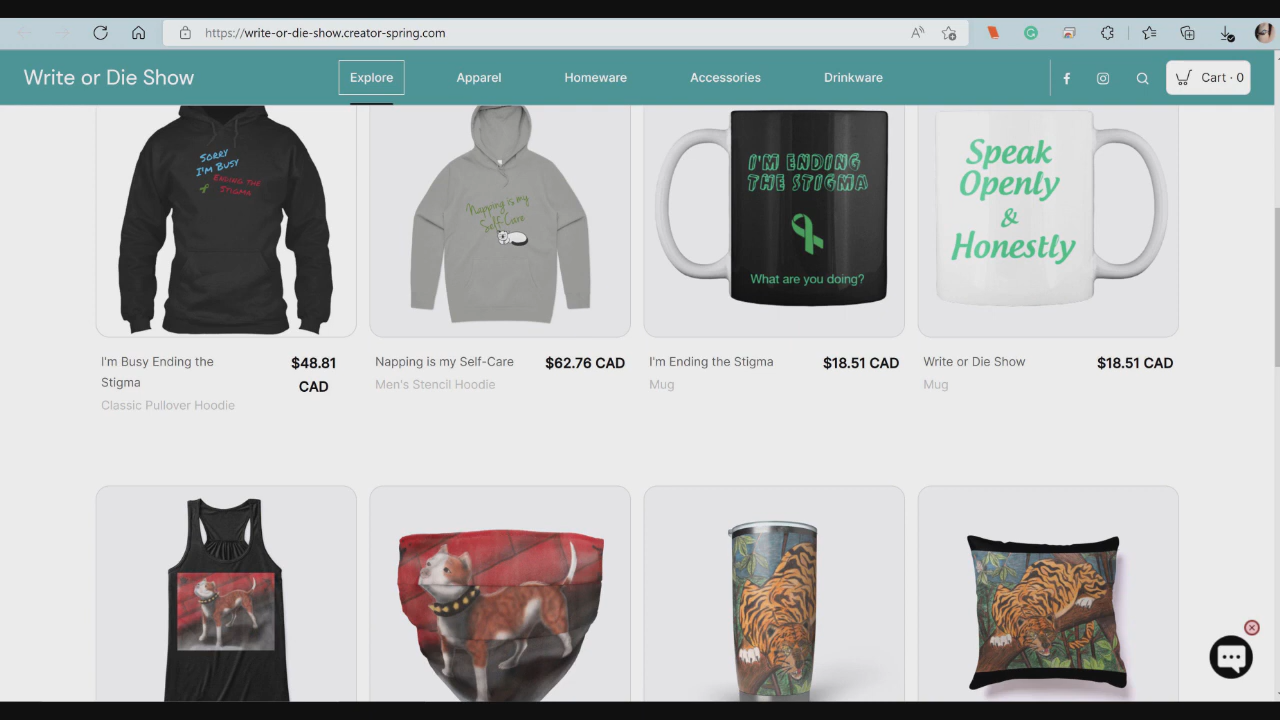 https://write-or-die-show.creator-spring.com
Write or Die Show
Explore
Apparel
Homeware
Accessories
Drinkware
Cart · 0
SORRY
I'M BUSY
ENDING THE
STIGMA
Napping is my
Self-Care
I'M ENDING
THE STIGMA
What are you doing?
Speak
Openly
&
Honestly
I'm Busy Ending the
Stigma
$48.81
CAD
Classic Pullover Hoodie
Napping is my Self-Care
$62.76 CAD
Men's Stencil Hoodie
I'm Ending the Stigma
$18.51 CAD
Mug
Write or Die Show
$18.51 CAD
Mug